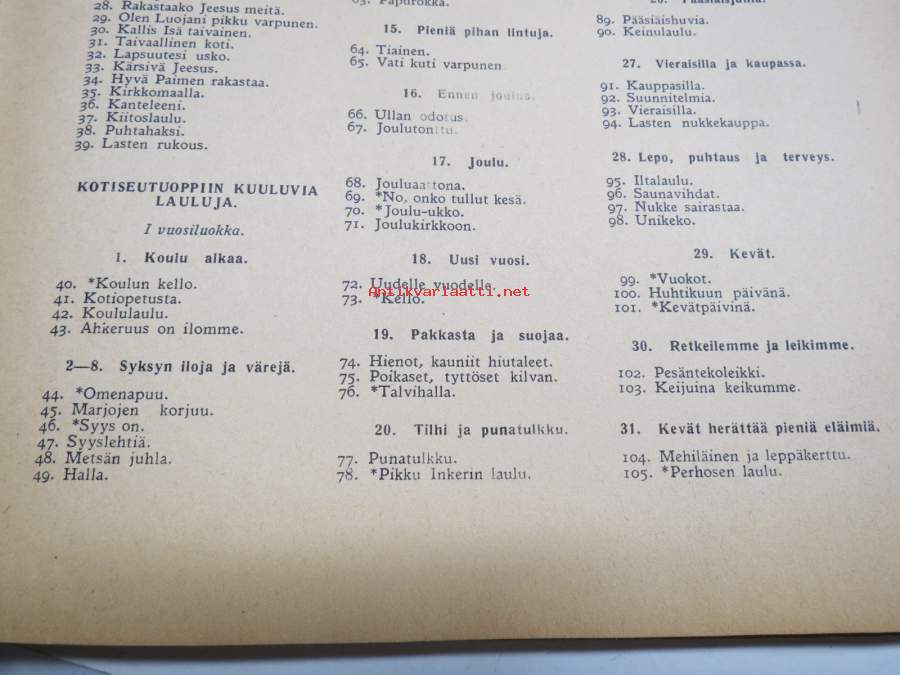 28. Rakastaako Jeesus meitä.
29. Olen Luojani pikku varpunen.
30. Kallis Isä taivainen.
31. Taivaallinen koti.
32. Lapsuutesi usko.
33. Kärsivä Jeesus.
34. Hyvä Paimen rakastaa.
35. Kirkkomaalla.
36. Kanteleeni.
37. Kiitoslaulu.
38. Puhtahaksi.
39. Lasten rukous.
KOTISEUTUOPPIIN KUULUVIA
LAULUJA.
I vuosiluokka.
1. Koulu alkaa.
40. *Koulun kello.
41. Kotiopetusta.
42. Koululaulu.
43. Ahkeruus on ilomme.
2—8. Syksyn iloja ja värejä.
44. *Omenapuu.
45. Marjojen korjuu.
46. *Syys on.
47. Syyslehtiä.
48. Metsän juhla.
49. Halla.
63. Papurokka.
15. Pieniä pihan lintuja.
64. Tiainen.
65. Vati kuti varpunen
16. Ennen joulua.
66. Ullan odotus.
67. Joulutonttu.
17. Joulu.
68. Jouluaattona.
69. *No, onko tullut kesä.
70. *Joulu-ukko.
71. Joulukirkkoon.
18. Uusi vuosi.
72. Uudelle vuodelle.
Antikvariaatti.net
73. *Kello.
19. Pakkasta ja suojaa.
74. Hienot, kauniit hiutaleet.
75. Poikaset, tyttöset kilvan.
76. *Talvihalla.
20. Tilhi ja punatulkku.
77. Punatulkku.
78. *Pikku Inkerin laulu.
89. Pääsiäishuvia.
90. Keinulaulu.
27. Vieraisilla ja kaupassa.
91. Kauppasilla.
92. Suunnitelmia.
93. Vieraisilla.
94. Lasten nukkekauppa.
28. Lepo, puhtaus ja terveys.
95. Iltalaulu.
96. Saunavihdat.
97. Nukke sairastaa.
98. Unikeko.
29. Kevät.
99. *Vuokot.
100. Huhtikuun päivänä.
101. *Kevätpäivinä.
30. Retkeilemme ja leikimme.
102. Pesäntekoleikki.
103. Keijuina keikumme.
31. Kevät herättää pieniä eläimiä.
104. Mehiläinen ja leppäkerttu.
105. *Perhosen laulu.